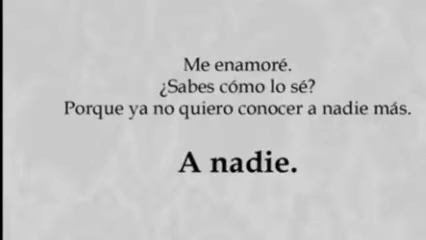 Me enamoré.
¿Sabes cómo lo sé?
Porque ya no quiero conocer a nadie más.
A nadie.